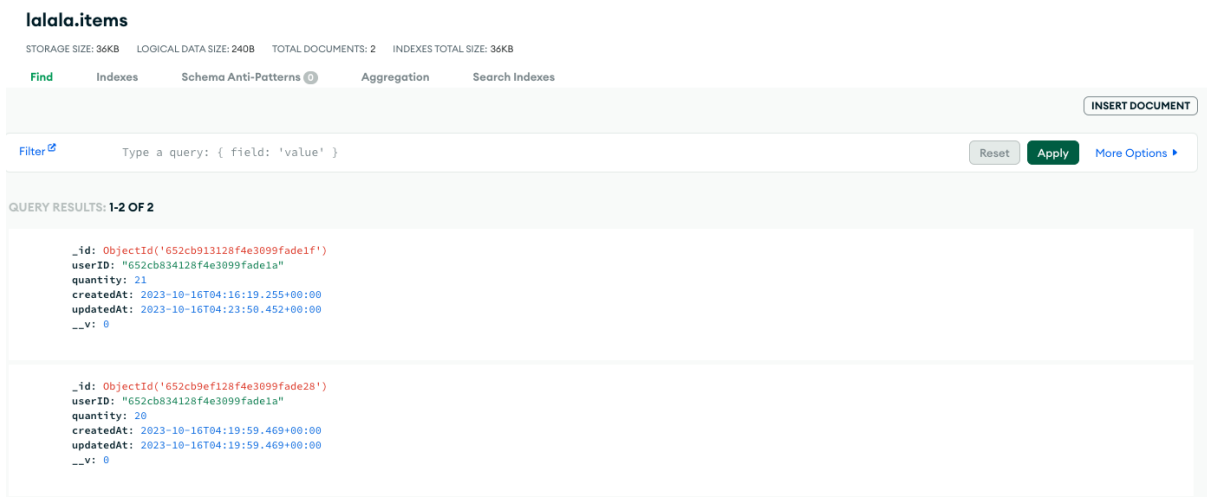 lalala.items
STORAGE SIZE: 36KB LOGICAL DATA SIZE: 240B TOTAL DOCUMENTS: 2 INDEXES TOTAL SIZE: 36KB
Find Indexes Schema Anti-Patterns 0 Aggregation Search Indexes
INSERT DOCUMENT
Filter Type a query: { field: 'value' } Reset Apply More Options
QUERY RESULTS: 1-2 OF 2
_id: ObjectId('652cb913128f4e3099fade1f')
userID: "652cb834128f4e3099fade1a"
quantity: 21
createdAt: 2023-10-16T04:16:19.255+00:00
updatedAt: 2023-10-16T04:23:50.452+00:00
__v: 0
_id: ObjectId('652cb9ef128f4e3099fade28')
userID: "652cb834128f4e3099fade1a"
quantity: 20
createdAt: 2023-10-16T04:19:59.469+00:00
updatedAt: 2023-10-16T04:19:59.469+00:00
__v: 0